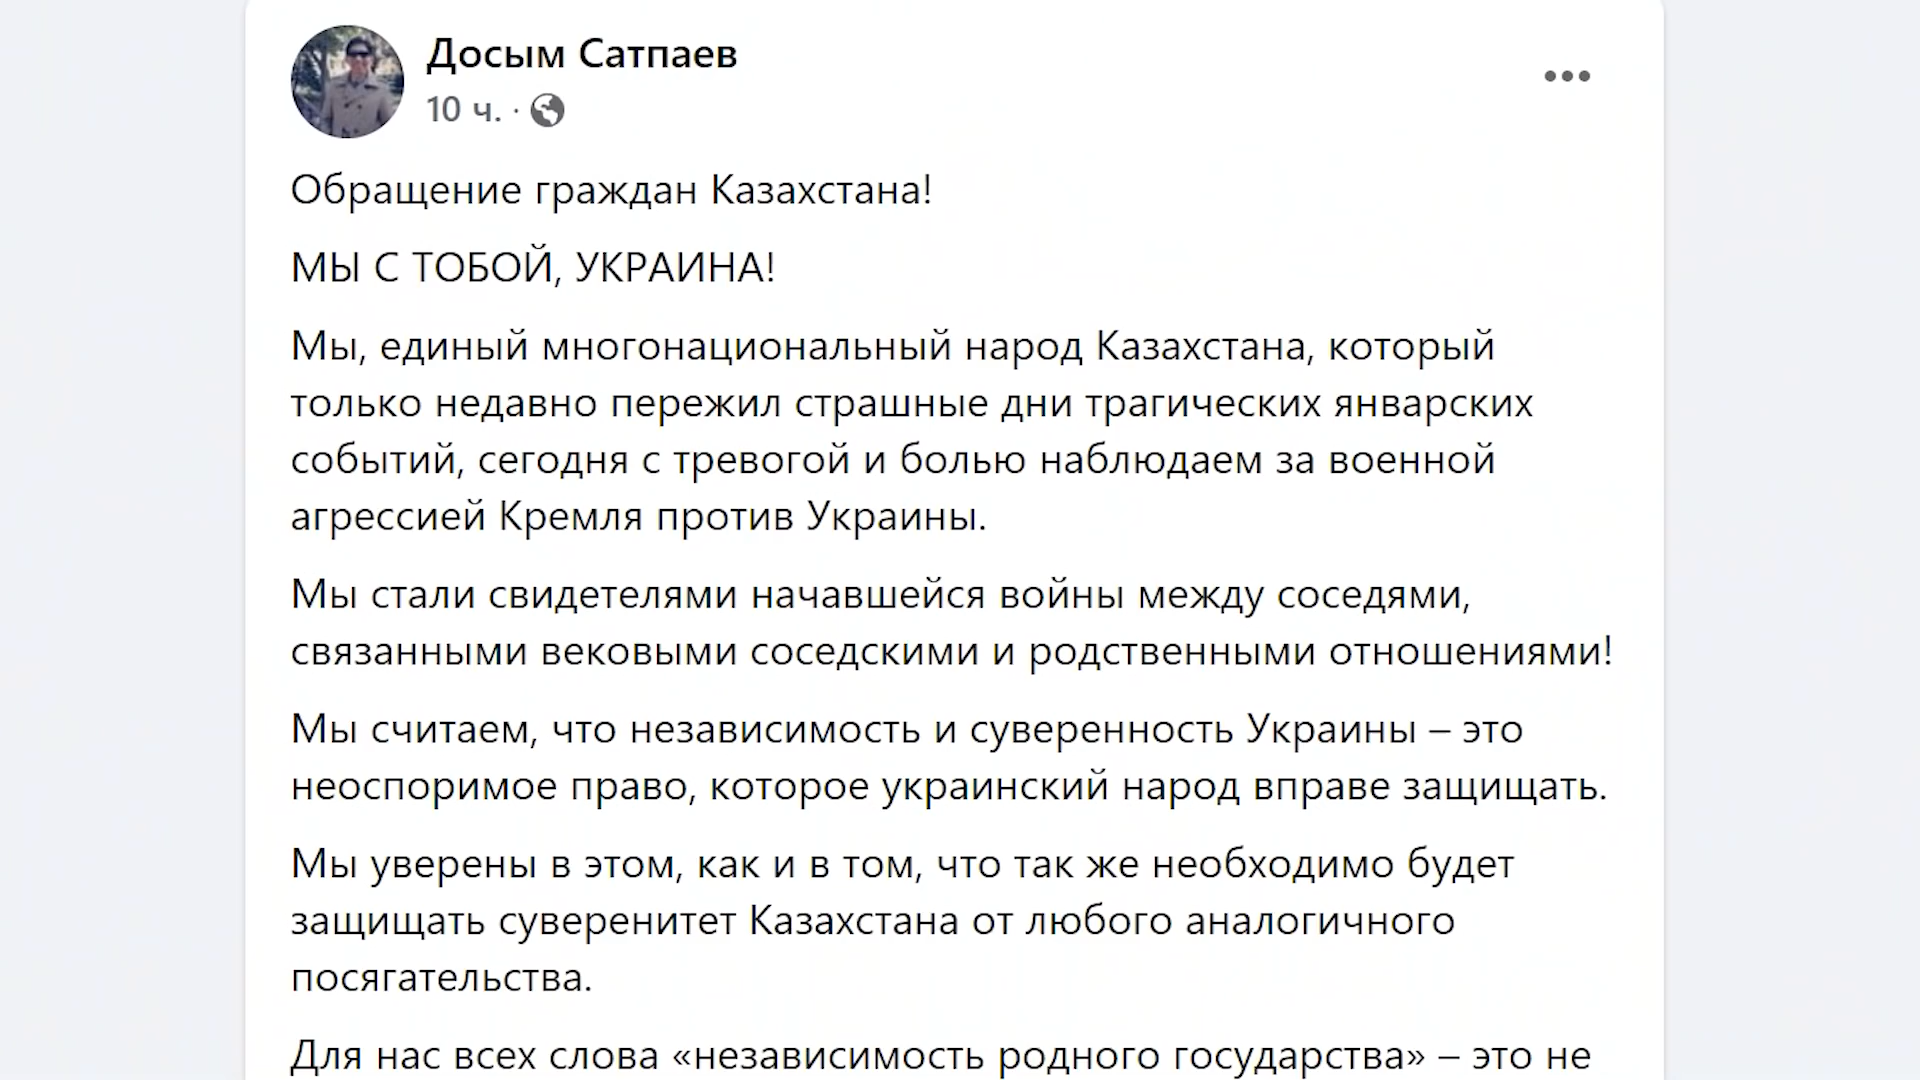 Досым Сатпаев
10 ч. ·
Обращение граждан Казахстана!
МЫ С ТОБОЙ, УКРАИНА!
Мы, единый многонациональный народ Казахстана, который
только недавно пережил страшные дни трагических январских
событий, сегодня с тревогой и болью наблюдаем за военной
агрессией Кремля против Украины.
Мы стали свидетелями начавшейся войны между соседями,
связанными вековыми соседскими и родственными отношениями!
Мы считаем, что независимость и суверенность Украины – это
неоспоримое право, которое украинский народ вправе защищать.
Мы уверены в этом, как и в том, что так же необходимо будет
защищать суверенитет Казахстана от любого аналогичного
посягательства.
Для нас всех слова «независимость родного государства» – это не